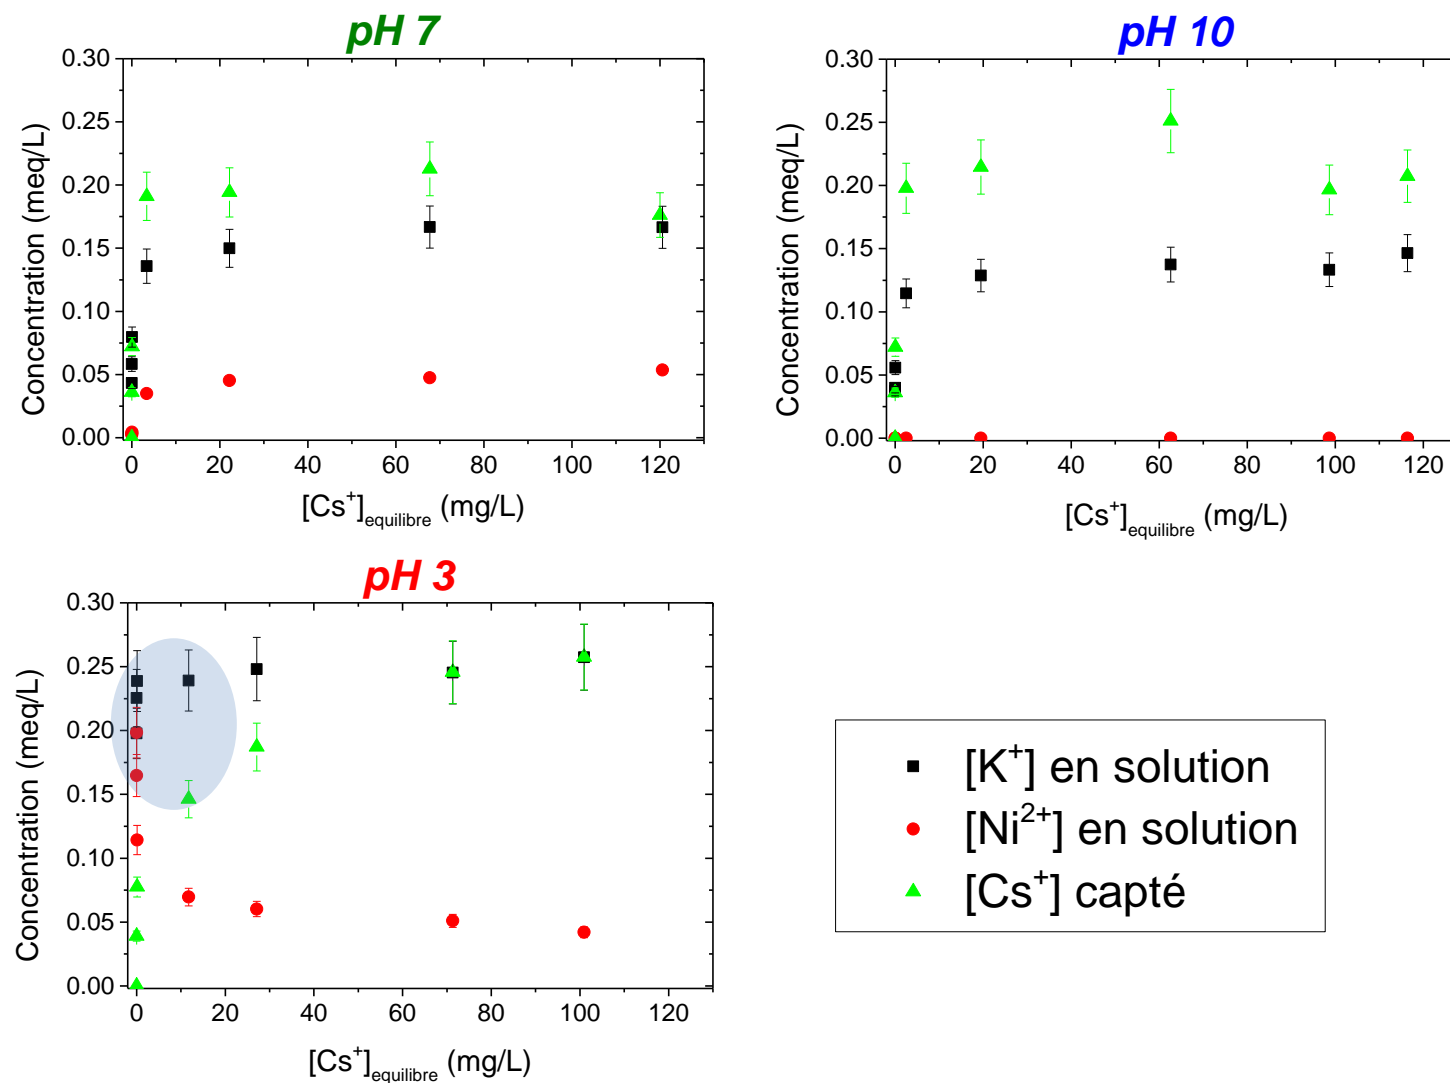 pH 7
0.30
0.25
0.20
0.15
0.10
0.05
0.00
Concentration (meq/L)
0 20 40 60 80 100 120
[Cs+]equilibre (mg/L)
pH 10
0.30
0.25
0.20
0.15
0.10
0.05
0.00
Concentration (meq/L)
0 20 40 60 80 100 120
[Cs+]equilibre (mg/L)
pH 3
0.30
0.25
0.20
0.15
0.10
0.05
0.00
Concentration (meq/L)
0 20 40 60 80 100 120
[Cs+]equilibre (mg/L)
[K+] en solution
[Ni2+] en solution
[Cs+] capté